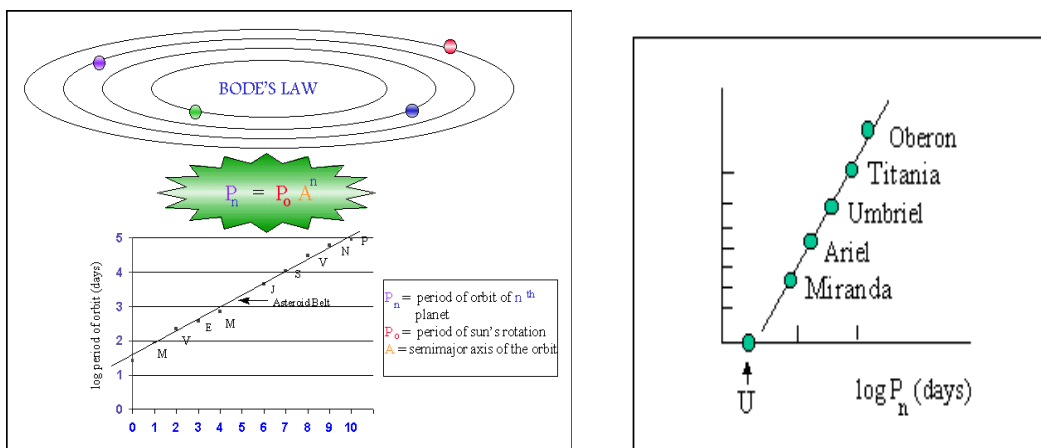 BODE'S LAW
Pₙ = Pₒ Aⁿ
log period of orbit (days)
5
4
3
2
1
0
M
V
E
M
J
S
V
N
P
Asteroid Belt
0 1 2 3 4 5 6 7 8 9 10
Pₙ = period of orbit of n th
planet
Pₒ = period of sun's rotation
A = semimajor axis of the orbit
Oberon
Titania
Umbriel
Ariel
Miranda
U
log Pₙ (days)